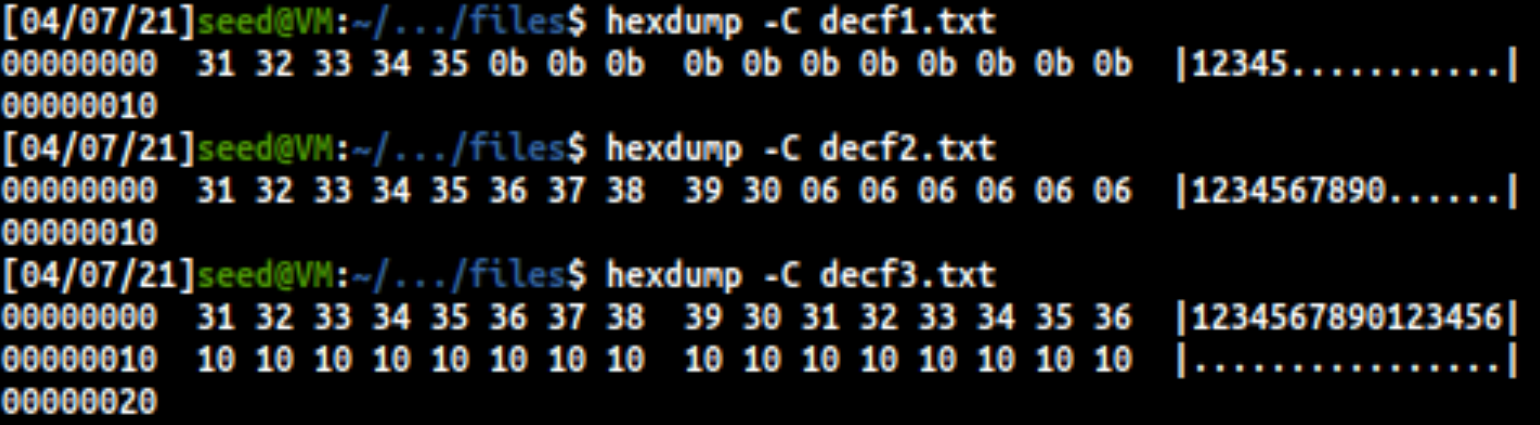 [04/07/21]seed@VM:~/.../files$ hexdump -C decf1.txt
00000000  31 32 33 34 35 0b 0b 0b  0b 0b 0b 0b 0b 0b 0b 0b  |12345...........|
00000010
[04/07/21]seed@VM:~/.../files$ hexdump -C decf2.txt
00000000  31 32 33 34 35 36 37 38  39 30 06 06 06 06 06 06  |1234567890......|
00000010
[04/07/21]seed@VM:~/.../files$ hexdump -C decf3.txt
00000000  31 32 33 34 35 36 37 38  39 30 31 32 33 34 35 36  |1234567890123456|
00000010  10 10 10 10 10 10 10 10  10 10 10 10 10 10 10 10  |................|
00000020